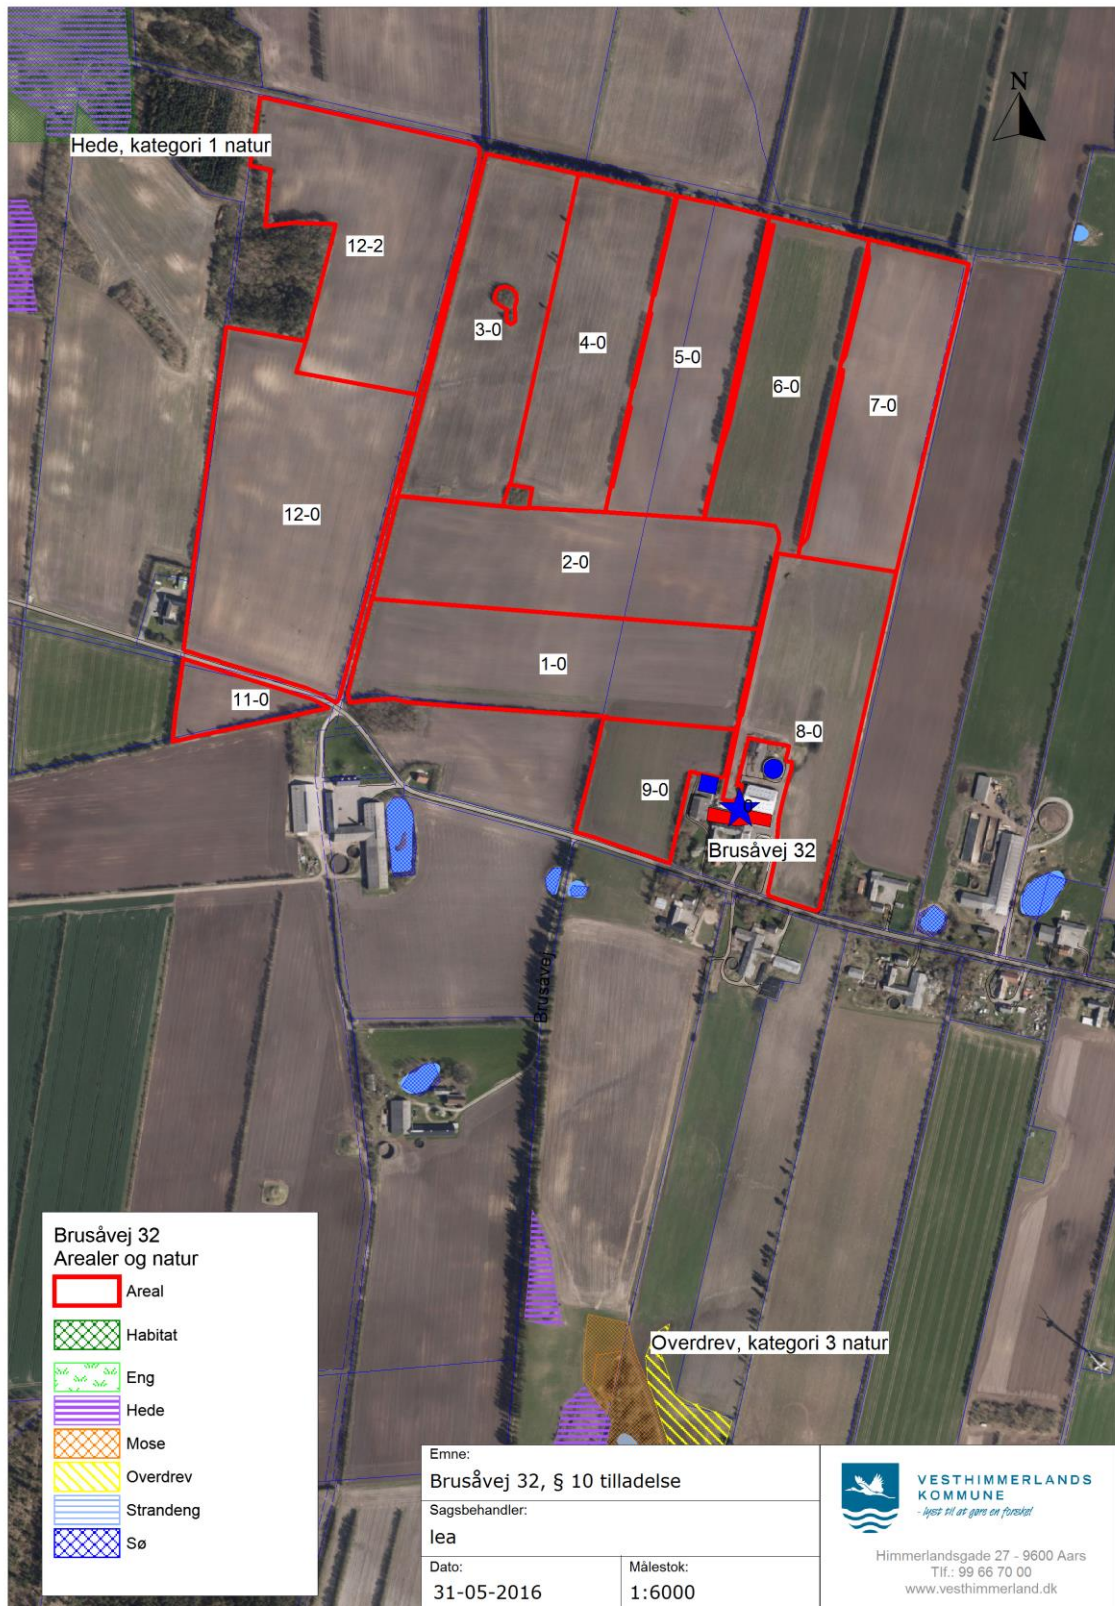 N
Hede, kategori 1 natur
12-2
3-0
4-0
5-0
6-0
7-0
12-0
2-0
1-0
11-0
8-0
9-0
Brusåvej 32
Brusåvej
Overdrev, kategori 3 natur
Brusåvej 32
Arealer og natur
Areal
Habitat
Eng
Hede
Mose
Overdrev
Strandeng
Sø
Emne:
Brusåvej 32, § 10 tilladelse
Sagsbehandler:
lea
Dato:
31-05-2016
Målestok:
1:6000
VESTHIMMERLANDS
KOMMUNE
- lyst til at gøre en forskel
Himmerlandsgade 27 - 9600 Aars
Tlf.: 99 66 70 00
www.vesthimmerland.dk